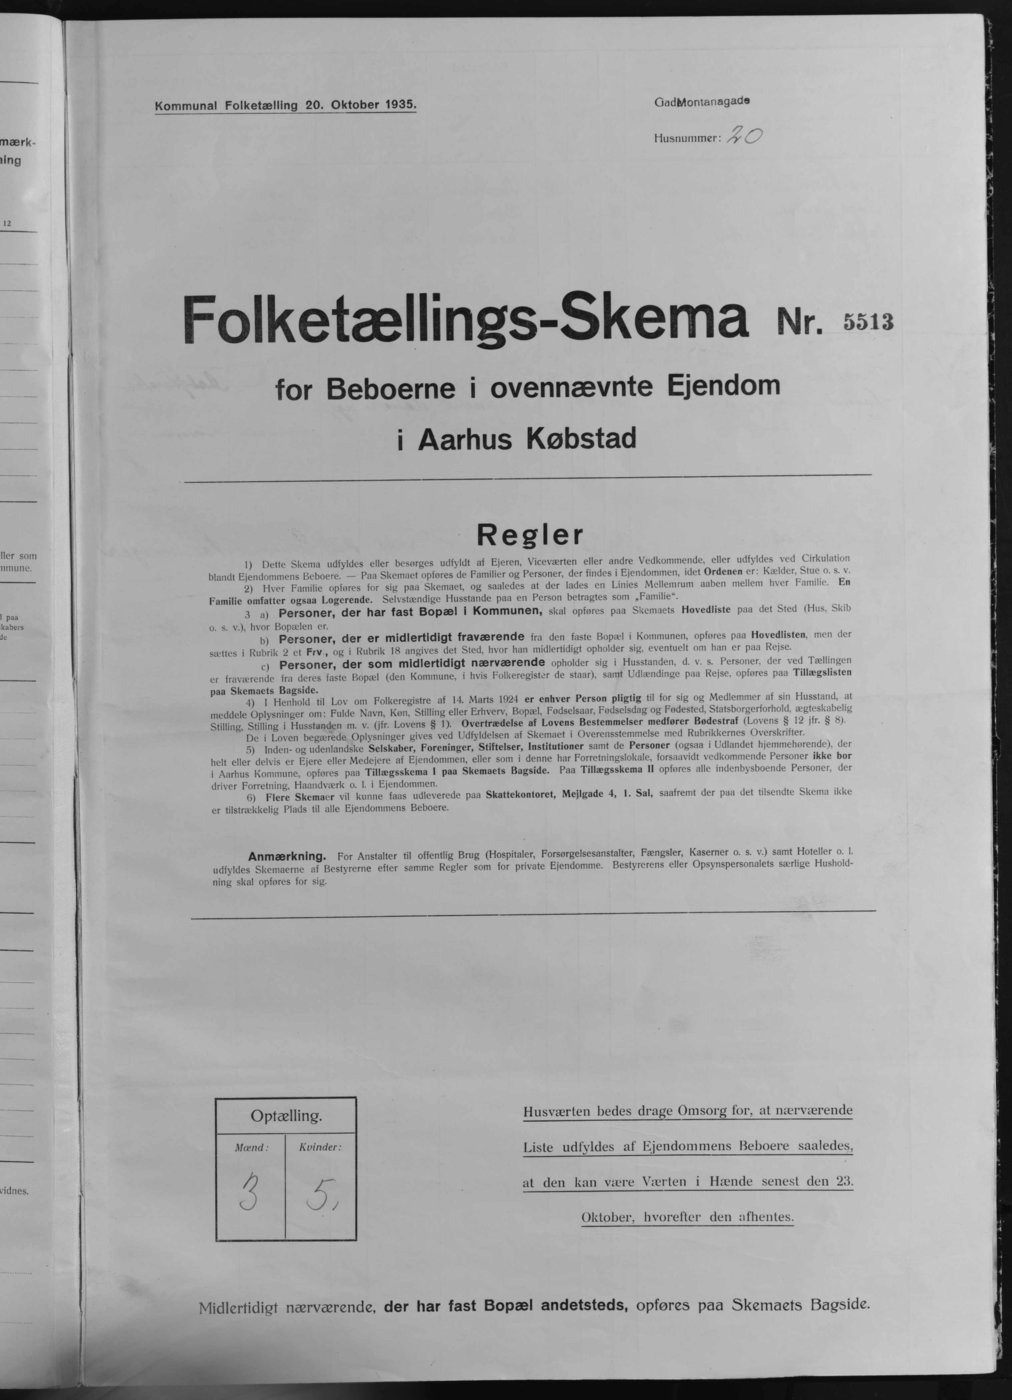 Kommunal Folketælling 20. Oktober 1935.
Gade Montanagade
Husnummer: 20
mærk-
ning
12
Folketællings-Skema Nr. 5513
for Beboerne i ovennævnte Ejendom
i Aarhus Købstad
Regler
1) Dette Skema udfyldes eller besørges udfyldt af Ejeren, Viceværten eller andre Vedkommende, eller udfyldes ved Cirkulation
blandt Ejendommens Beboere. — Paa Skemaet opføres de Familier og Personer, der findes i Ejendommen, idet Ordenen er: Kælder, Stue o. s. v.
2) Hver Familie opføres for sig paa Skemaet, og saaledes at der lades en Linies Mellemrum aaben mellem hver Familie. En
Familie omfatter ogsaa Logerende. Selvstændige Husstande paa en Person betragtes som „Familie“.
3 a) Personer, der har fast Bopæl i Kommunen, skal opføres paa Skemaets Hovedliste paa det Sted (Hus, Skib
o. s. v.), hvor Bopælen er.
b) Personer, der er midlertidigt fraværende fra den faste Bopæl i Kommunen, opføres paa Hovedlisten, men der
sættes i Rubrik 2 et Frv., og i Rubrik 18 angives det Sted, hvor han midlertidigt opholder sig, eventuelt om han er paa Rejse.
c) Personer, der som midlertidigt nærværende opholder sig i Husstanden, d. v. s. Personer, der ved Tællingen
er fraværende fra deres faste Bopæl (den Kommune, i hvis Folkeregister de staar), samt Udlændinge paa Rejse, opføres paa Tillægslisten
paa Skemaets Bagside.
4) I Henhold til Lov om Folkeregistre af 14. Marts 1924 er enhver Person pligtig til for sig og Medlemmer af sin Husstand, at
meddele Oplysninger om: Fulde Navn, Køn, Stilling eller Erhverv, Bopæl, Fødselsaar, Fødselsdag og Fødested, Statsborgerforhold, ægteskabelig
Stilling, Stilling i Husstanden m. v. (jfr. Lovens § 1). Overtrædelse af Lovens Bestemmelser medfører Bødestraf (Lovens § 12 jfr. § 8).
De i Loven begærede Oplysninger gives ved Udfyldelsen af Skemaet i Overensstemmelse med Rubrikkernes Overskrifter.
5) Inden- og udenlandske Selskaber, Foreninger, Stiftelser, Institutioner samt de Personer (ogsaa i Udlandet hjemmehørende), der
helt eller delvis er Ejere eller Medejere af Ejendommen, eller som i denne har Forretningslokale, forsaavidt vedkommende Personer ikke bor
i Aarhus Kommune, opføres paa Tillægsskema I paa Skemaets Bagside. Paa Tillægsskema II opføres alle indenbysboende Personer, der
driver Forretning, Haandværk o. l. i Ejendommen.
6) Flere Skemaer vil kunne faas udleverede paa Skattekontoret, Mejlgade 4, 1. Sal, saafremt der paa det tilsendte Skema ikke
er tilstrækkelig Plads til alle Ejendommens Beboere.
Anmærkning. For Anstalter til offentlig Brug (Hospitaler, Forsørgelsesanstalter, Fængsler, Kaserner o. s. v.) samt Hoteller o. l.
udfyldes Skemaerne af Bestyrerne efter samme Regler som for private Ejendomme. Bestyrerens eller Opsynspersonalets særlige Hushold-
ning skal opføres for sig.
ller som
mmune.
I paa
kabers
de
vidnes.
Optælling.
Mænd: Kvinder:
3 5,
Husværten bedes drage Omsorg for, at nærværende
Liste udfyldes af Ejendommens Beboere saaledes,
at den kan være Værten i Hænde senest den 23.
Oktober, hvorefter den afhentes.
Midlertidigt nærværende, der har fast Bopæl andetsteds, opføres paa Skemaets Bagside.